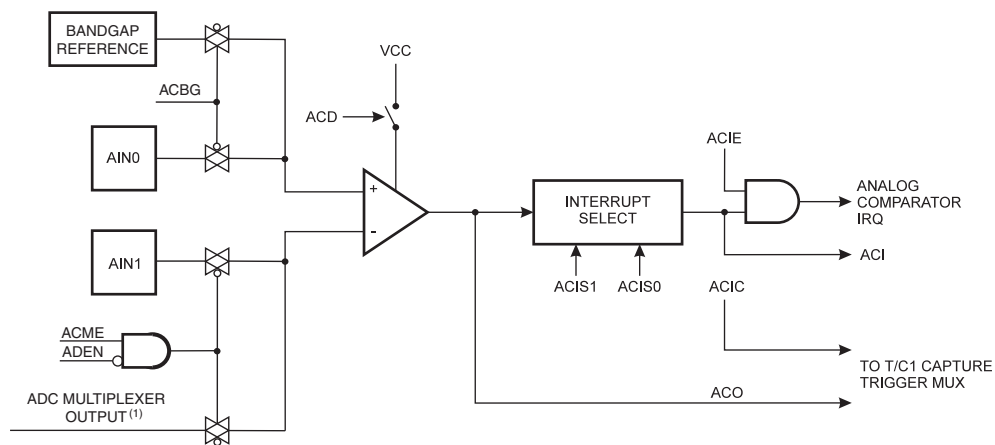 BANDGAP
REFERENCE
VCC
ACBG
ACD
AIN0
ACIE
+
-
INTERRUPT
SELECT
ANALOG
COMPARATOR
IRQ
AIN1
ACI
ACIS1
ACIS0
ACIC
ACME
ADEN
TO T/C1 CAPTURE
TRIGGER MUX
ADC MULTIPLEXER
OUTPUT(1)
ACO